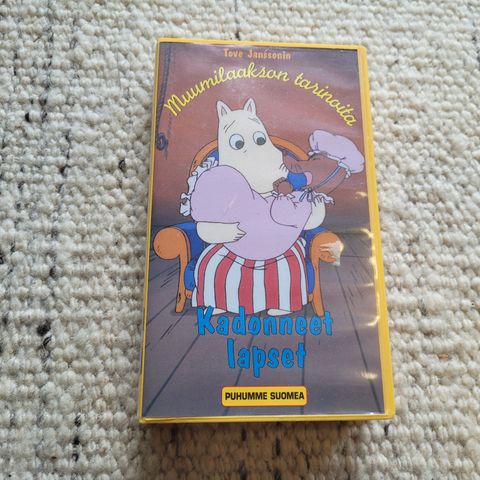 Tove Janssonin
Muumilaakson tarinoita
Kadonneet
lapset
PUHUMME SUOMEA